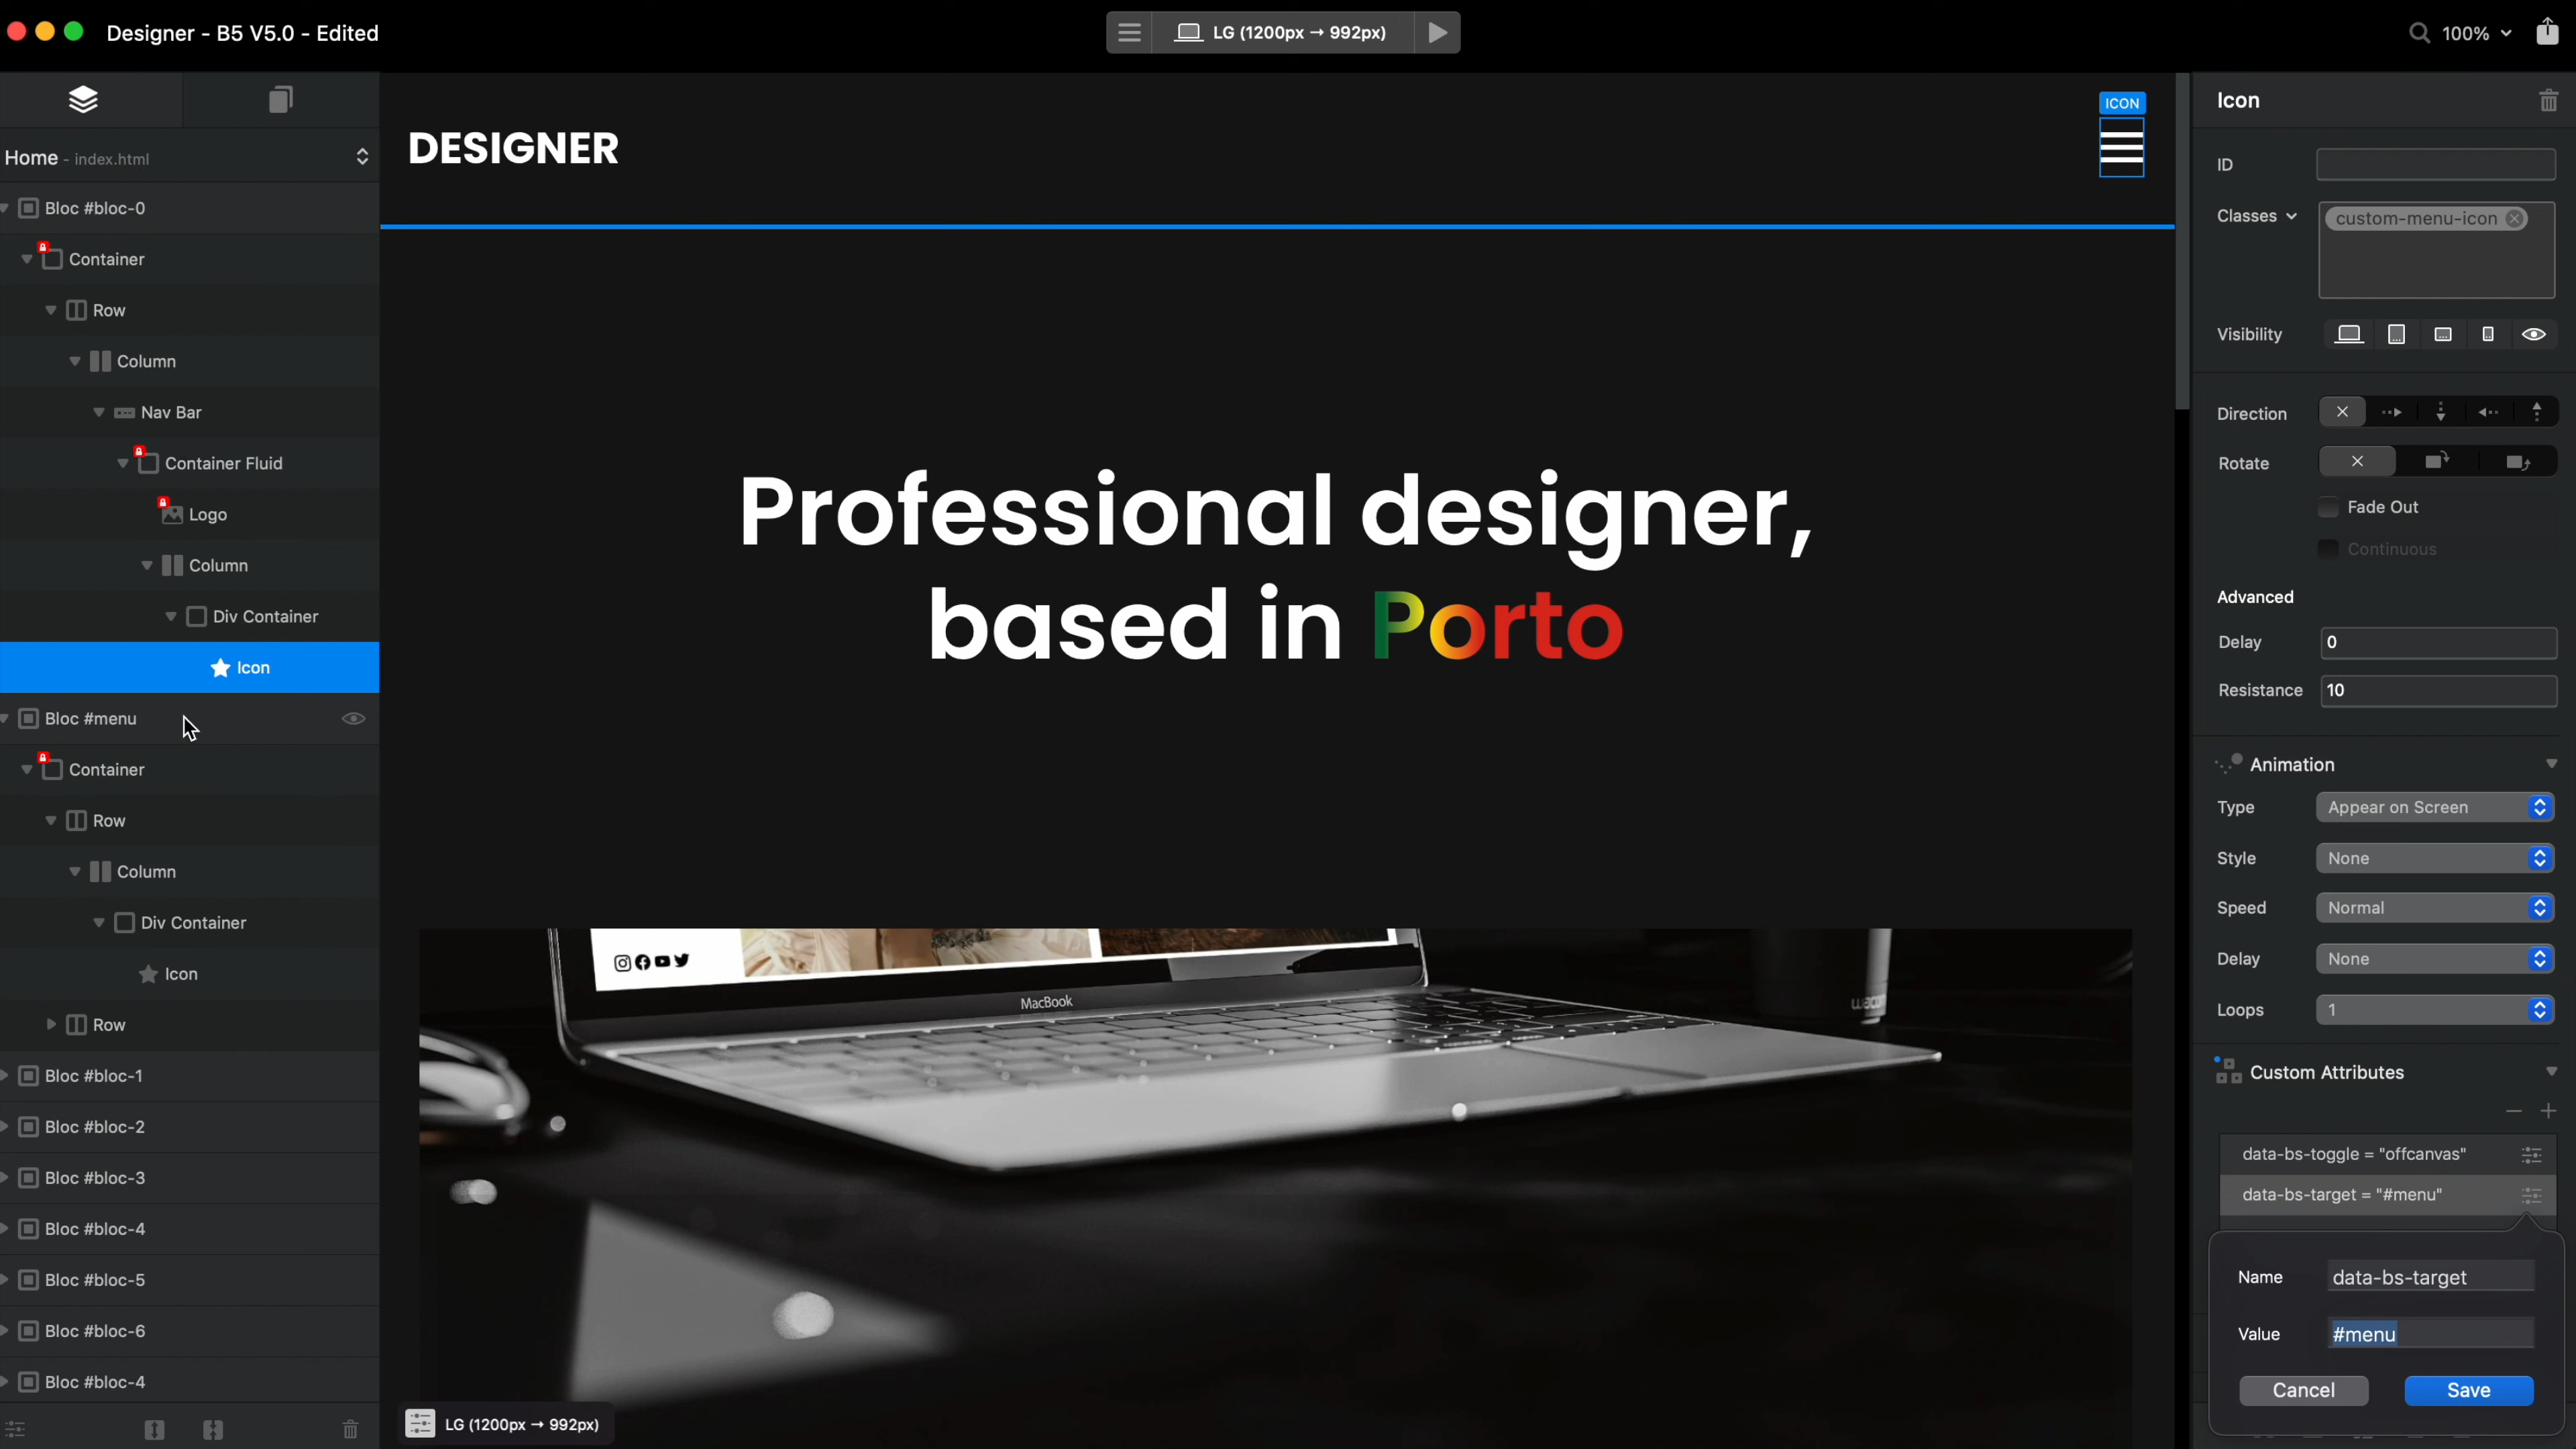 Designer - B5 V5.0 - Edited
LG (1200px → 992px)
100%
Home - index.html
Bloc #bloc-0
Container
Row
Column
Nav Bar
Container Fluid
Logo
Column
Div Container
Icon
Bloc #menu
Container
Row
Column
Div Container
Icon
Row
Bloc #bloc-1
Bloc #bloc-2
Bloc #bloc-3
Bloc #bloc-4
Bloc #bloc-5
Bloc #bloc-6
Bloc #bloc-4
DESIGNER
ICON
Professional designer,
based in Porto
MacBook
wacom
LG (1200px → 992px)
Icon
ID
Classes
custom-menu-icon
Visibility
Direction
Rotate
Fade Out
Continuous
Advanced
Delay 0
Resistance 10
Animation
Type Appear on Screen
Style None
Speed Normal
Delay None
Loops 1
Custom Attributes
data-bs-toggle = "offcanvas"
data-bs-target = "#menu"
Name data-bs-target
Value #menu
Cancel Save